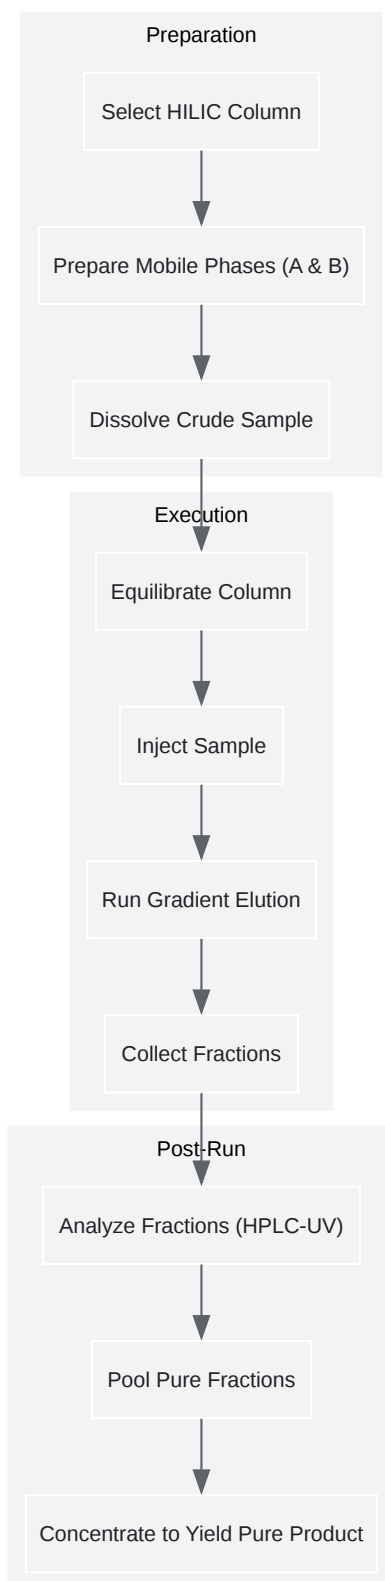 Preparation
Select HILIC Column
Prepare Mobile Phases (A & B)
Dissolve Crude Sample
Execution
Equilibrate Column
Inject Sample
Run Gradient Elution
Collect Fractions
Post-Run
Analyze Fractions (HPLC-UV)
Pool Pure Fractions
Concentrate to Yield Pure Product